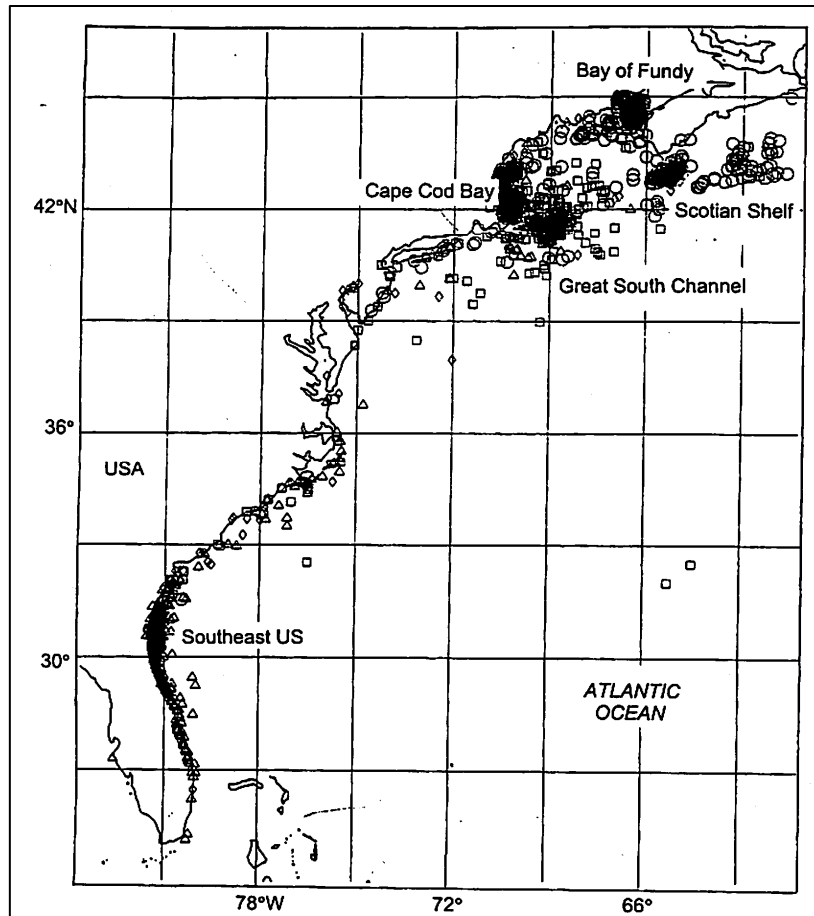 Bay of Fundy
Cape Cod Bay
42°N
Scotian Shelf
Great South Channel
36°
USA
Southeast US
30°
ATLANTIC
OCEAN
78°W
72°
66°